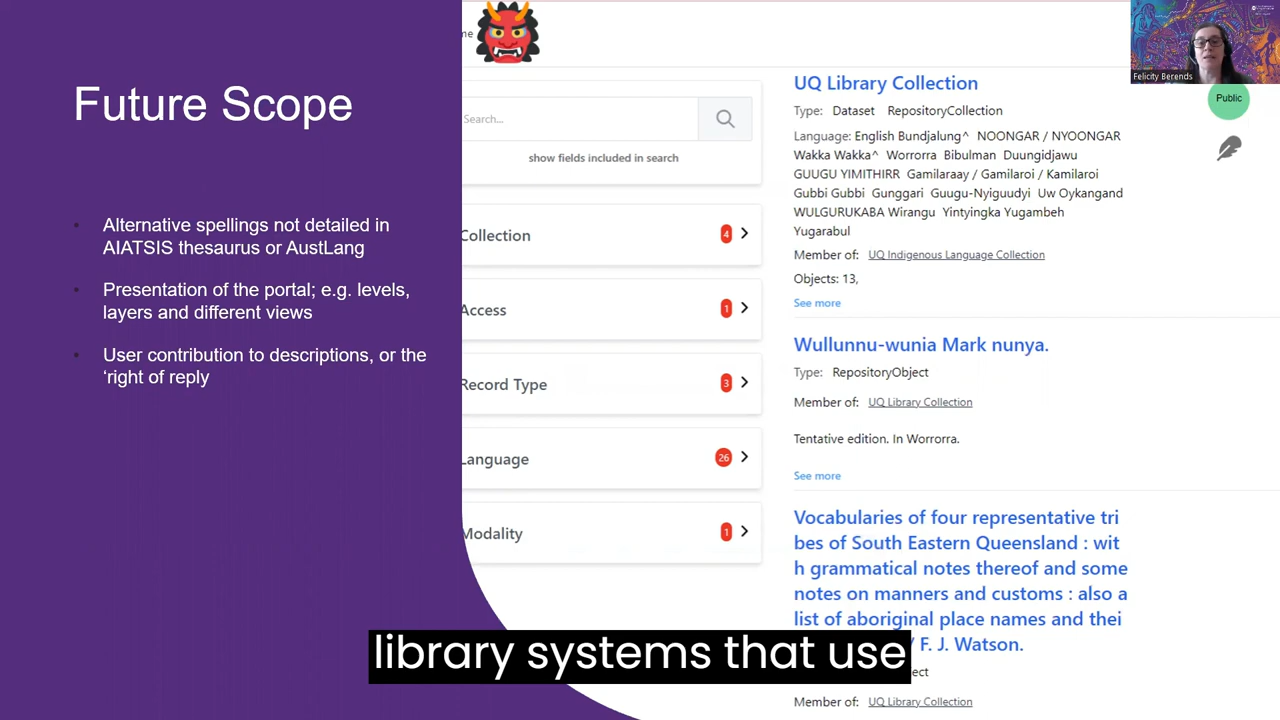 Future Scope
Alternative spellings not detailed in
AIATSIS thesaurus or AustLang
Presentation of the portal; e.g. levels,
layers and different views
User contribution to descriptions, or the
‘right of reply
me
Search...
show fields included in search
Collection
4
Access
1
Record Type
3
Language
26
Modality
1
UQ Library Collection
Type: Dataset RepositoryCollection
Language: English Bundjalung^ NOONGAR / NYOONGAR
Wakka Wakka^ Worrorra Bibulman Duungidjawu
GUUGU YIMITHIRR Gamilaraay / Gamilaroi / Kamilaroi
Gubbi Gubbi Gunggari Guugu-Nyiguudyi Uw Oykangand
WULGURUKABA Wirangu Yintyingka Yugambeh
Yugarabul
Member of: UQ Indigenous Language Collection
Objects: 13,
See more
Wullunnu-wunia Mark nunya.
Type: RepositoryObject
Member of: UQ Library Collection
Tentative edition. In Worrorra.
See more
Vocabularies of four representative tri
bes of South Eastern Queensland : wit
h grammatical notes thereof and some
notes on manners and customs : also a
list of aboriginal place names and thei
/ F. J. Watson.
ect
Member of: UQ Library Collection
Felicity Berends
Public
library systems that use